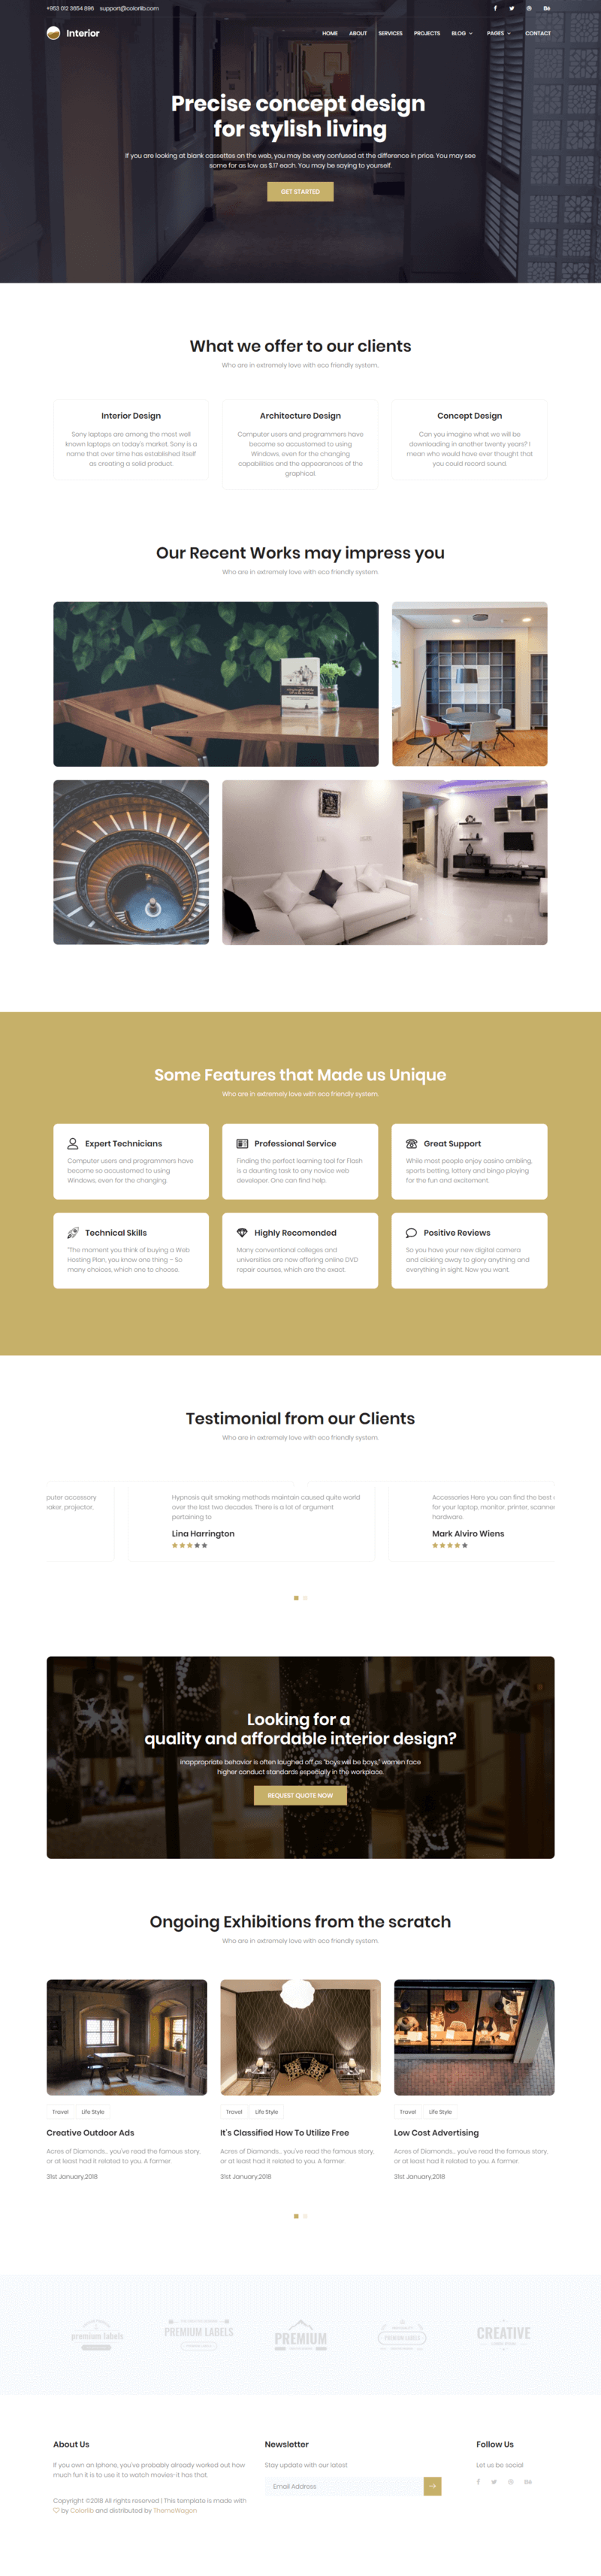 +953 012 3654 896 support@colorlib.com
Interior
HOME ABOUT SERVICES PROJECTS BLOG PAGES CONTACT
Precise concept design
for stylish living
If you are looking at blank cassettes on the web, you may be very confused at the difference in price. You may see
some for as low as $.17 each. You may be saying to yourself.
GET STARTED
What we offer to our clients
Who are in extremely love with eco friendly system.
Interior Design
Sony laptops are among the most well
known laptops on today's market. Sony is a
name that over time has established itself
as creating a solid product.
Architecture Design
Computer users and programmers have
become so accustomed to using
Windows, even for the changing
capabilities and the appearances of the
graphical.
Concept Design
Can you imagine what we will be
downloading in another twenty years? I
mean who would have ever thought that
you could record sound.
Our Recent Works may impress you
Who are in extremely love with eco friendly system.
Some Features that Made us Unique
Who are in extremely love with eco friendly system.
Expert Technicians
Computer users and programmers have
become so accustomed to using
Windows, even for the changing.
Professional Service
Finding the perfect learning tool for Flash
is a daunting task to any novice web
developer. One can find help.
Great Support
While most people enjoy casino ambling,
sports betting, lottery and bingo playing
for the fun and excitement.
Technical Skills
"The moment you think of buying a Web
Hosting Plan, you know one thing – So
many choices, which one to choose.
Highly Recomended
Many conventional colleges and
universities are now offering online DVD
repair courses, which are the exact.
Positive Reviews
So you have your new digital camera
and clicking away to glory anything and
everything in sight. Now you want.
Testimonial from our Clients
Who are in extremely love with eco friendly system.
puter accessory
aker, projector,
Hypnosis quit smoking methods maintain caused quite world
over the last two decades. There is a lot of argument
pertaining to
Lina Harrington
Accessories Here you can find the best
for your laptop, monitor, printer, scanner
hardware.
Mark Alviro Wiens
Looking for a
quality and affordable interior design?
inappropriate behavior is often laughed off as "boys will be boys," women face
higher conduct standards especially in the workplace.
REQUEST QUOTE NOW
Ongoing Exhibitions from the scratch
Who are in extremely love with eco friendly system.
Travel Life Style
Creative Outdoor Ads
Acres of Diamonds... you've read the famous story,
or at least had it related to you. A farmer.
31st January,2018
Travel Life Style
It's Classified How To Utilize Free
Acres of Diamonds... you've read the famous story,
or at least had it related to you. A farmer.
31st January,2018
Travel Life Style
Low Cost Advertising
Acres of Diamonds... you've read the famous story,
or at least had it related to you. A farmer.
31st January,2018
premium labels
PREMIUM LABELS
PREMIUM
PREMIUM LABELS
CREATIVE
About Us
If you own an Iphone, you've probably already worked out how
much fun it is to use it to watch movies-it has that.
Copyright ©2018 All rights reserved | This template is made with
by Colorlib and distributed by ThemeWagon
Newsletter
Stay update with our latest
Email Address
Follow Us
Let us be social